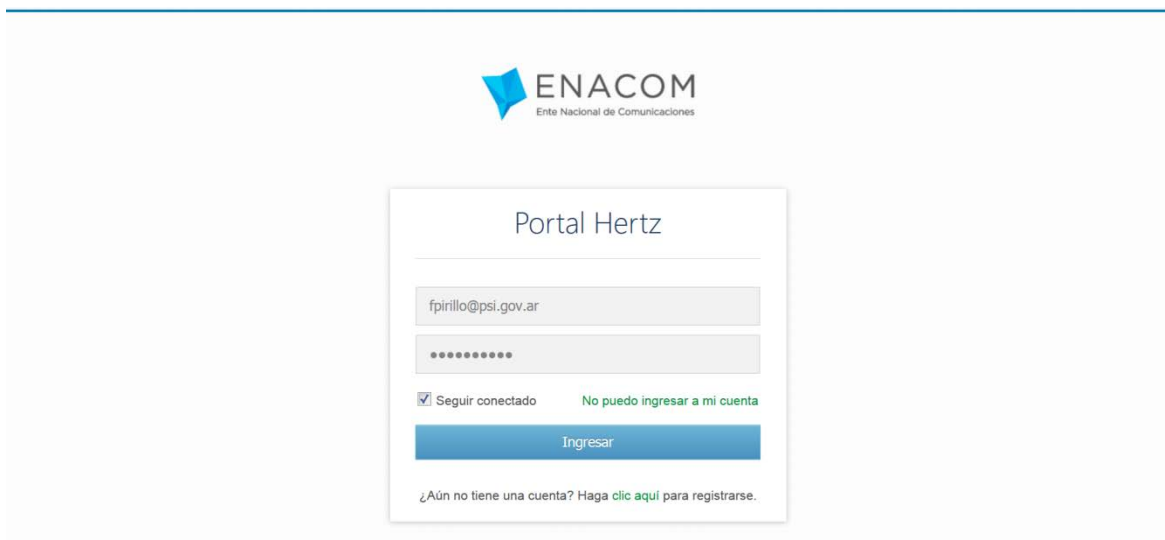 ENACOM
Ente Nacional de Comunicaciones
Portal Hertz
fpirillo@psi.gov.ar
●●●●●●●●●●
Seguir conectado No puedo ingresar a mi cuenta
Ingresar
¿Aún no tiene una cuenta? Haga clic aquí para registrarse.